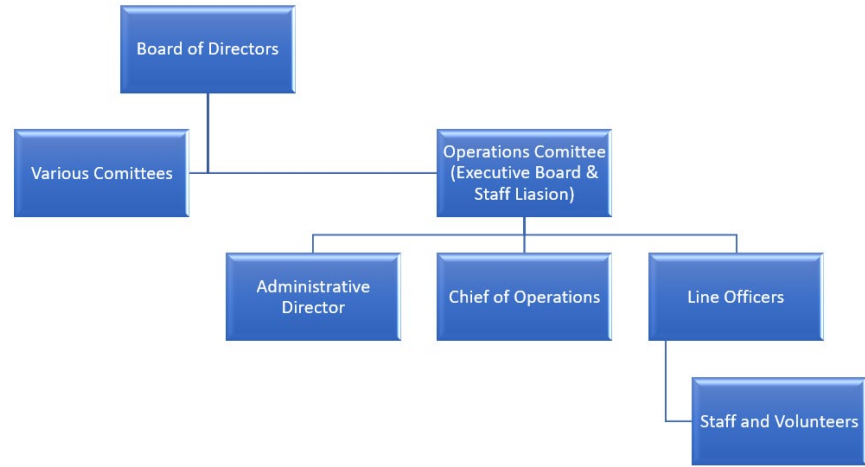 Board of Directors
Various Comittees
Operations Comittee
(Executive Board &
Staff Liasion)
Administrative
Director
Chief of Operations
Line Officers
Staff and Volunteers